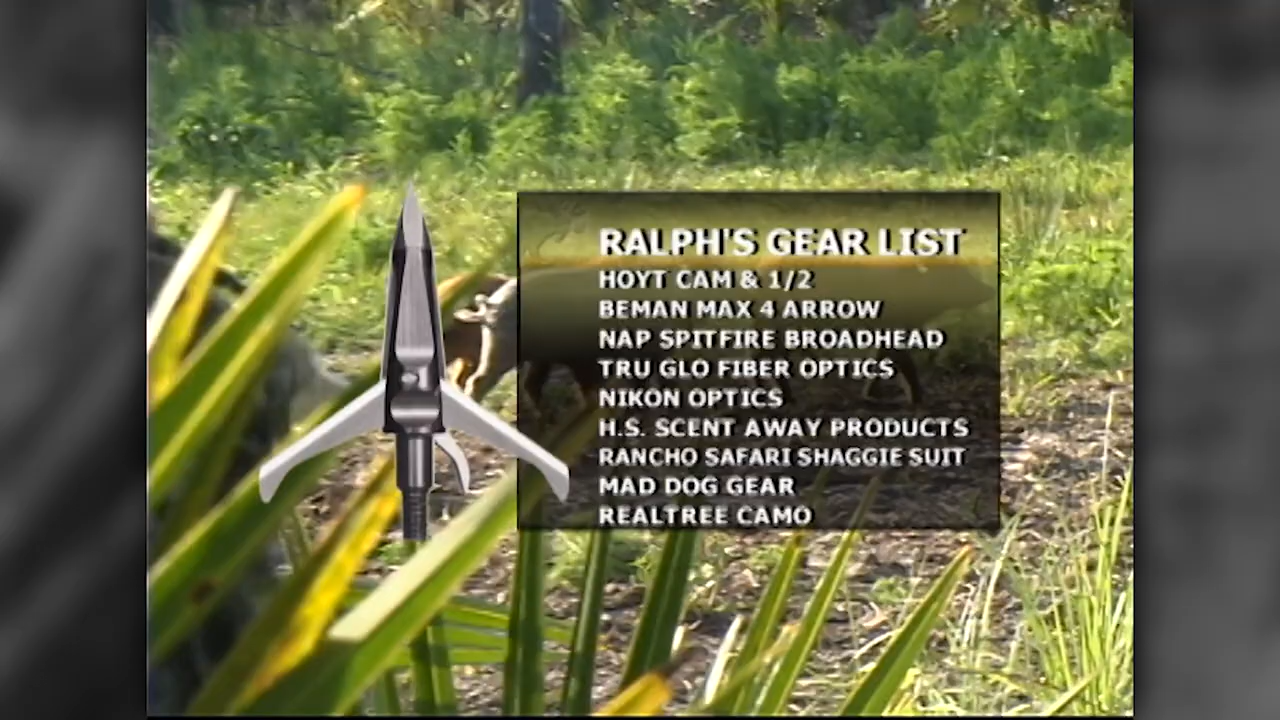 RALPH'S GEAR LIST
HOYT CAM & 1/2
BEMAN MAX 4 ARROW
NAP SPITFIRE BROADHEAD
TRU GLO FIBER OPTICS
NIKON OPTICS
H.S. SCENT AWAY PRODUCTS
RANCHO SAFARI SHAGGIE SUIT
MAD DOG GEAR
REALTREE CAMO